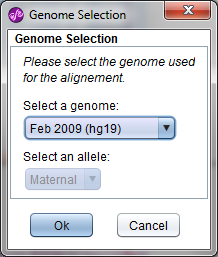 Genome Selection
Genome Selection
Please select the genome used
for the alignement.
Select a genome:
Feb 2009 (hg19)
Select an allele:
Maternal
Ok
Cancel